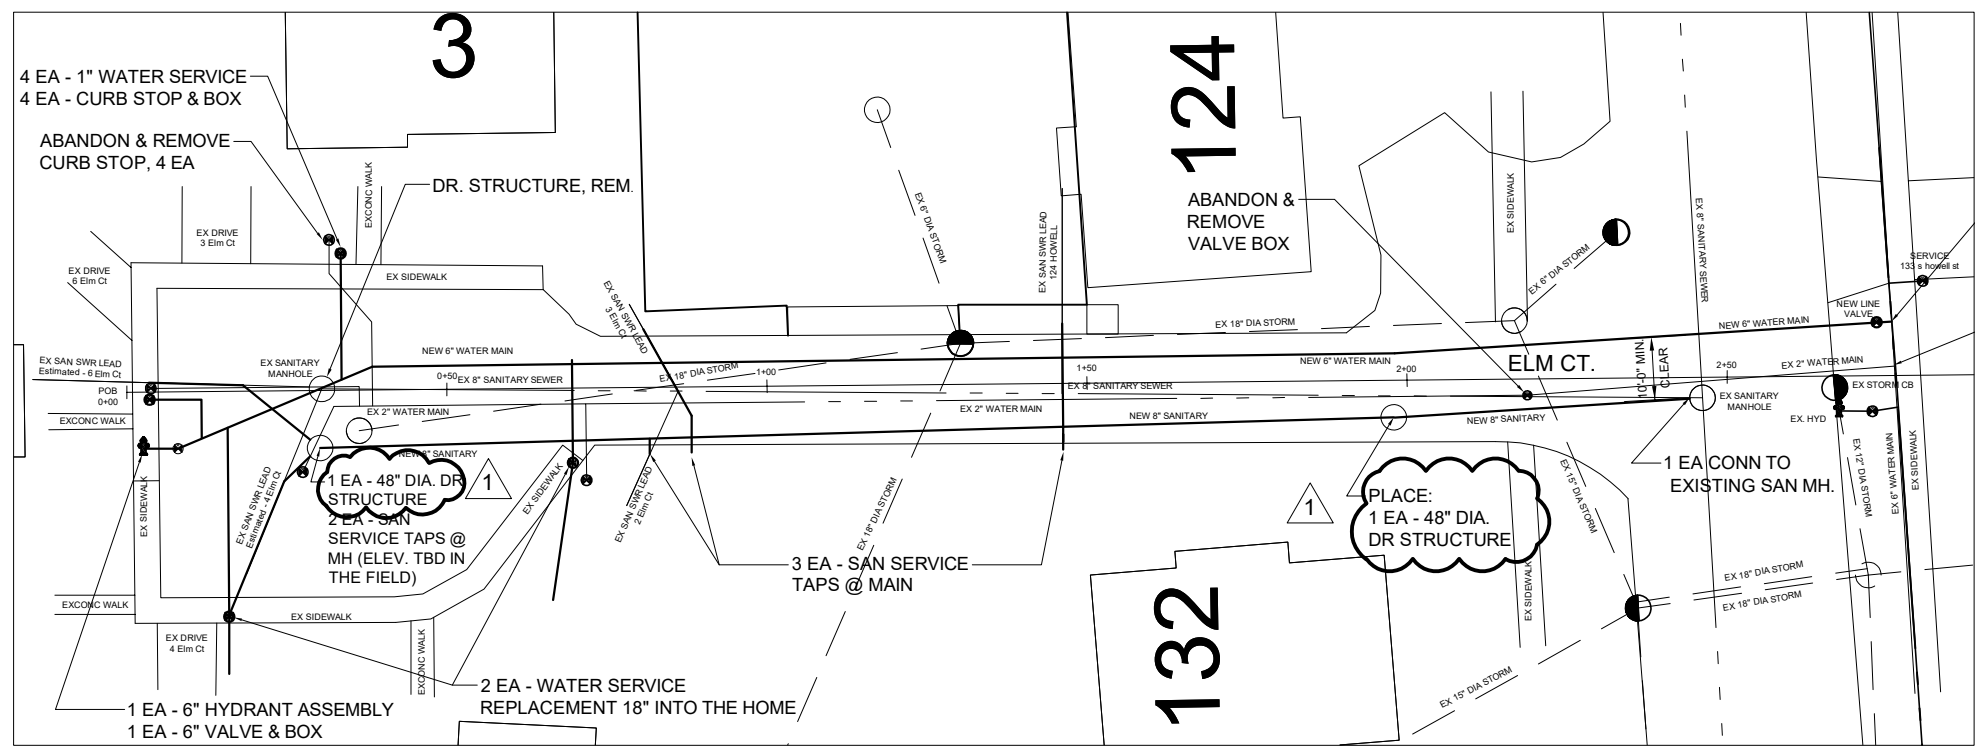 3
124
4 EA - 1" WATER SERVICE
4 EA - CURB STOP & BOX
ABANDON & REMOVE
CURB STOP, 4 EA
DR. STRUCTURE, REM.
EXCONC WALK
EX DRIVE
3 Elm Ct
EX DRIVE
6 Elm Ct
EX SIDEWALK
EX 6" DIA STORM
EX SAN SWR LEAD
124 HOWELL
ABANDON &
REMOVE
VALVE BOX
EX SIDEWALK
EX 6" DIA STORM
EX 8" SANITARY SEWER
SERVICE
133 s howell st
NEW LINE
VALVE
EX SAN SWR LEAD
3 Elm Ct
EX 18" DIA STORM
NEW 6" WATER MAIN
EX SAN SWR LEAD
Estimated - 6 Elm Ct
EX SANITARY
MANHOLE
NEW 6" WATER MAIN
NEW 6" WATER MAIN
ELM CT.
10'-0" MIN.
CLEAR
POB
0+00
0+50
EX 8" SANITARY SEWER
EX 18" DIA STORM
1+00
1+50
EX 8" SANITARY SEWER
2+00
2+50
EX 2" WATER MAIN
EX STORM CB
EX SANITARY
MANHOLE
EX. HYD
EXCONC WALK
EX 2" WATER MAIN
EX 2" WATER MAIN
NEW 8" SANITARY
NEW 8" SANITARY
NEW 8" SANITARY
EX SIDEWALK
EX SAN SWR LEAD
Estimated - 4 Elm Ct
1 EA - 48" DIA. DR
STRUCTURE
2 EA - SAN
SERVICE TAPS @
MH (ELEV. TBD IN
THE FIELD)
1
EX SIDEWALK
EX SAN SWR LEAD
2 Elm Ct
EX 18" DIA STORM
3 EA - SAN SERVICE
TAPS @ MAIN
1
PLACE:
1 EA - 48" DIA.
DR STRUCTURE
EX 15" DIA STORM
1 EA CONN TO
EXISTING SAN MH.
EX 12" DIA STORM
EX 6" WATER MAIN
EX SIDEWALK
EXCONC WALK
EX SIDEWALK
EX DRIVE
4 Elm Ct
EXCONC WALK
132
EX SIDEWALK
EX 18" DIA STORM
EX 18" DIA STORM
EX 15" DIA STORM
2 EA - WATER SERVICE
REPLACEMENT 18" INTO THE HOME
1 EA - 6" HYDRANT ASSEMBLY
1 EA - 6" VALVE & BOX